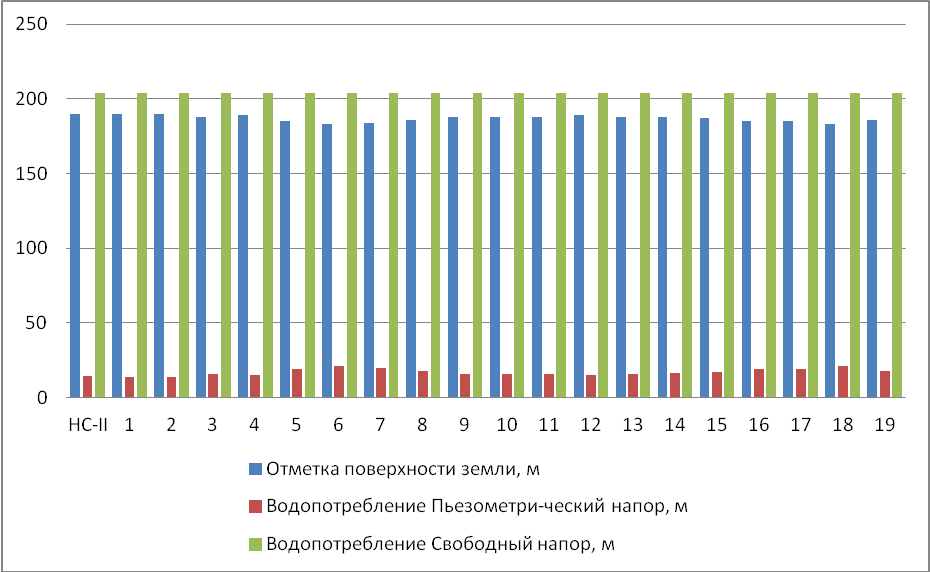 250
200
150
100
50
0
НС-II 1 2 3 4 5 6 7 8 9 10 11 12 13 14 15 16 17 18 19
Отметка поверхности земли, м
Водопотребление Пьезометри-ческий напор, м
Водопотребление Свободный напор, м